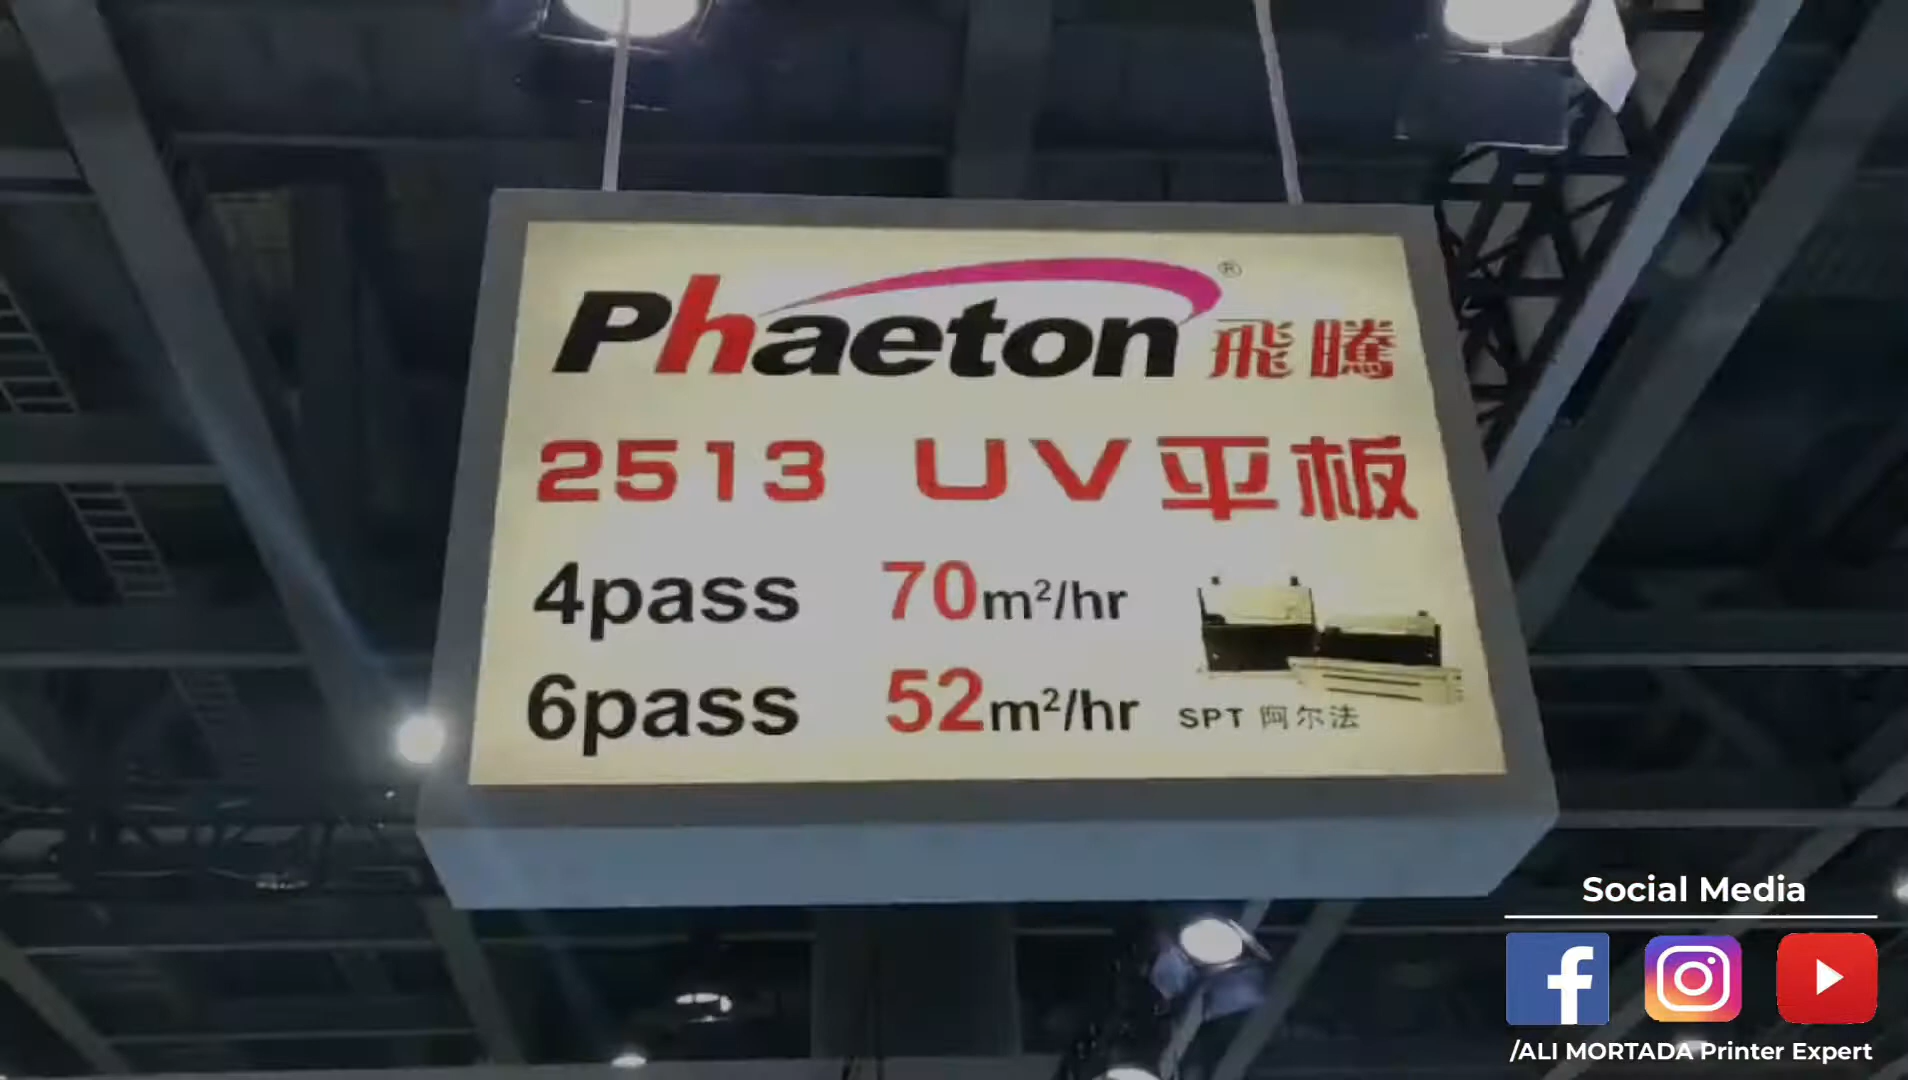 Phaeton® 飛騰
2513 UV平板
4pass 70m²/hr
6pass 52m²/hr
SPT 阿尔法
Social Media
/ALI MORTADA Printer Expert